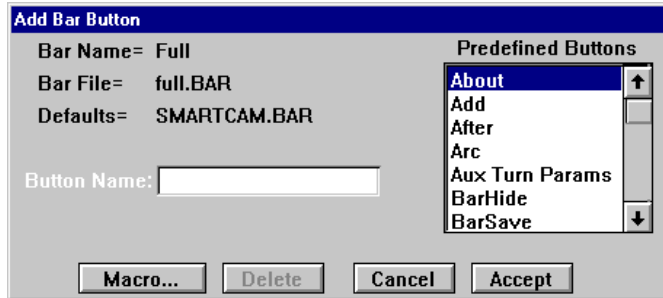 Add Bar Button
Bar Name= Full
Bar File= full.BAR
Defaults= SMARTCAM.BAR
Button Name:
Predefined Buttons
About
Add
After
Arc
Aux Turn Params
BarHide
BarSave
Macro... Delete Cancel Accept